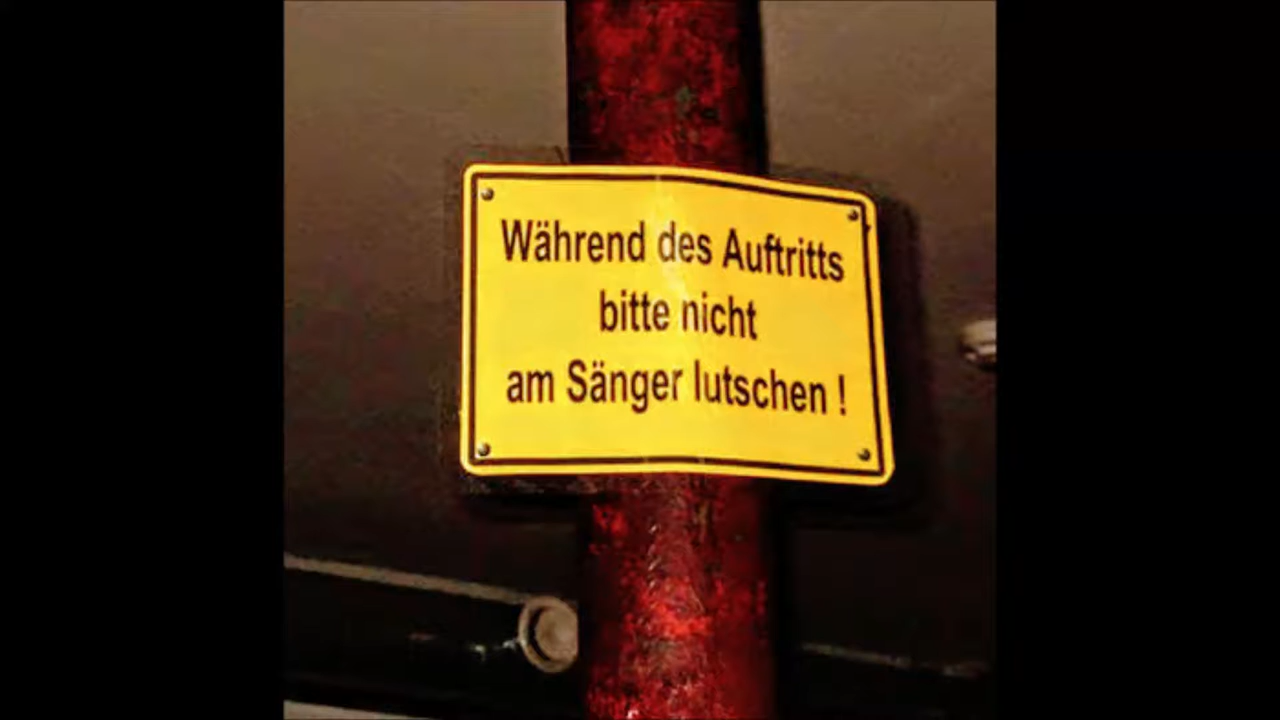 Während des Auftritts
bitte nicht
am Sänger lutschen !